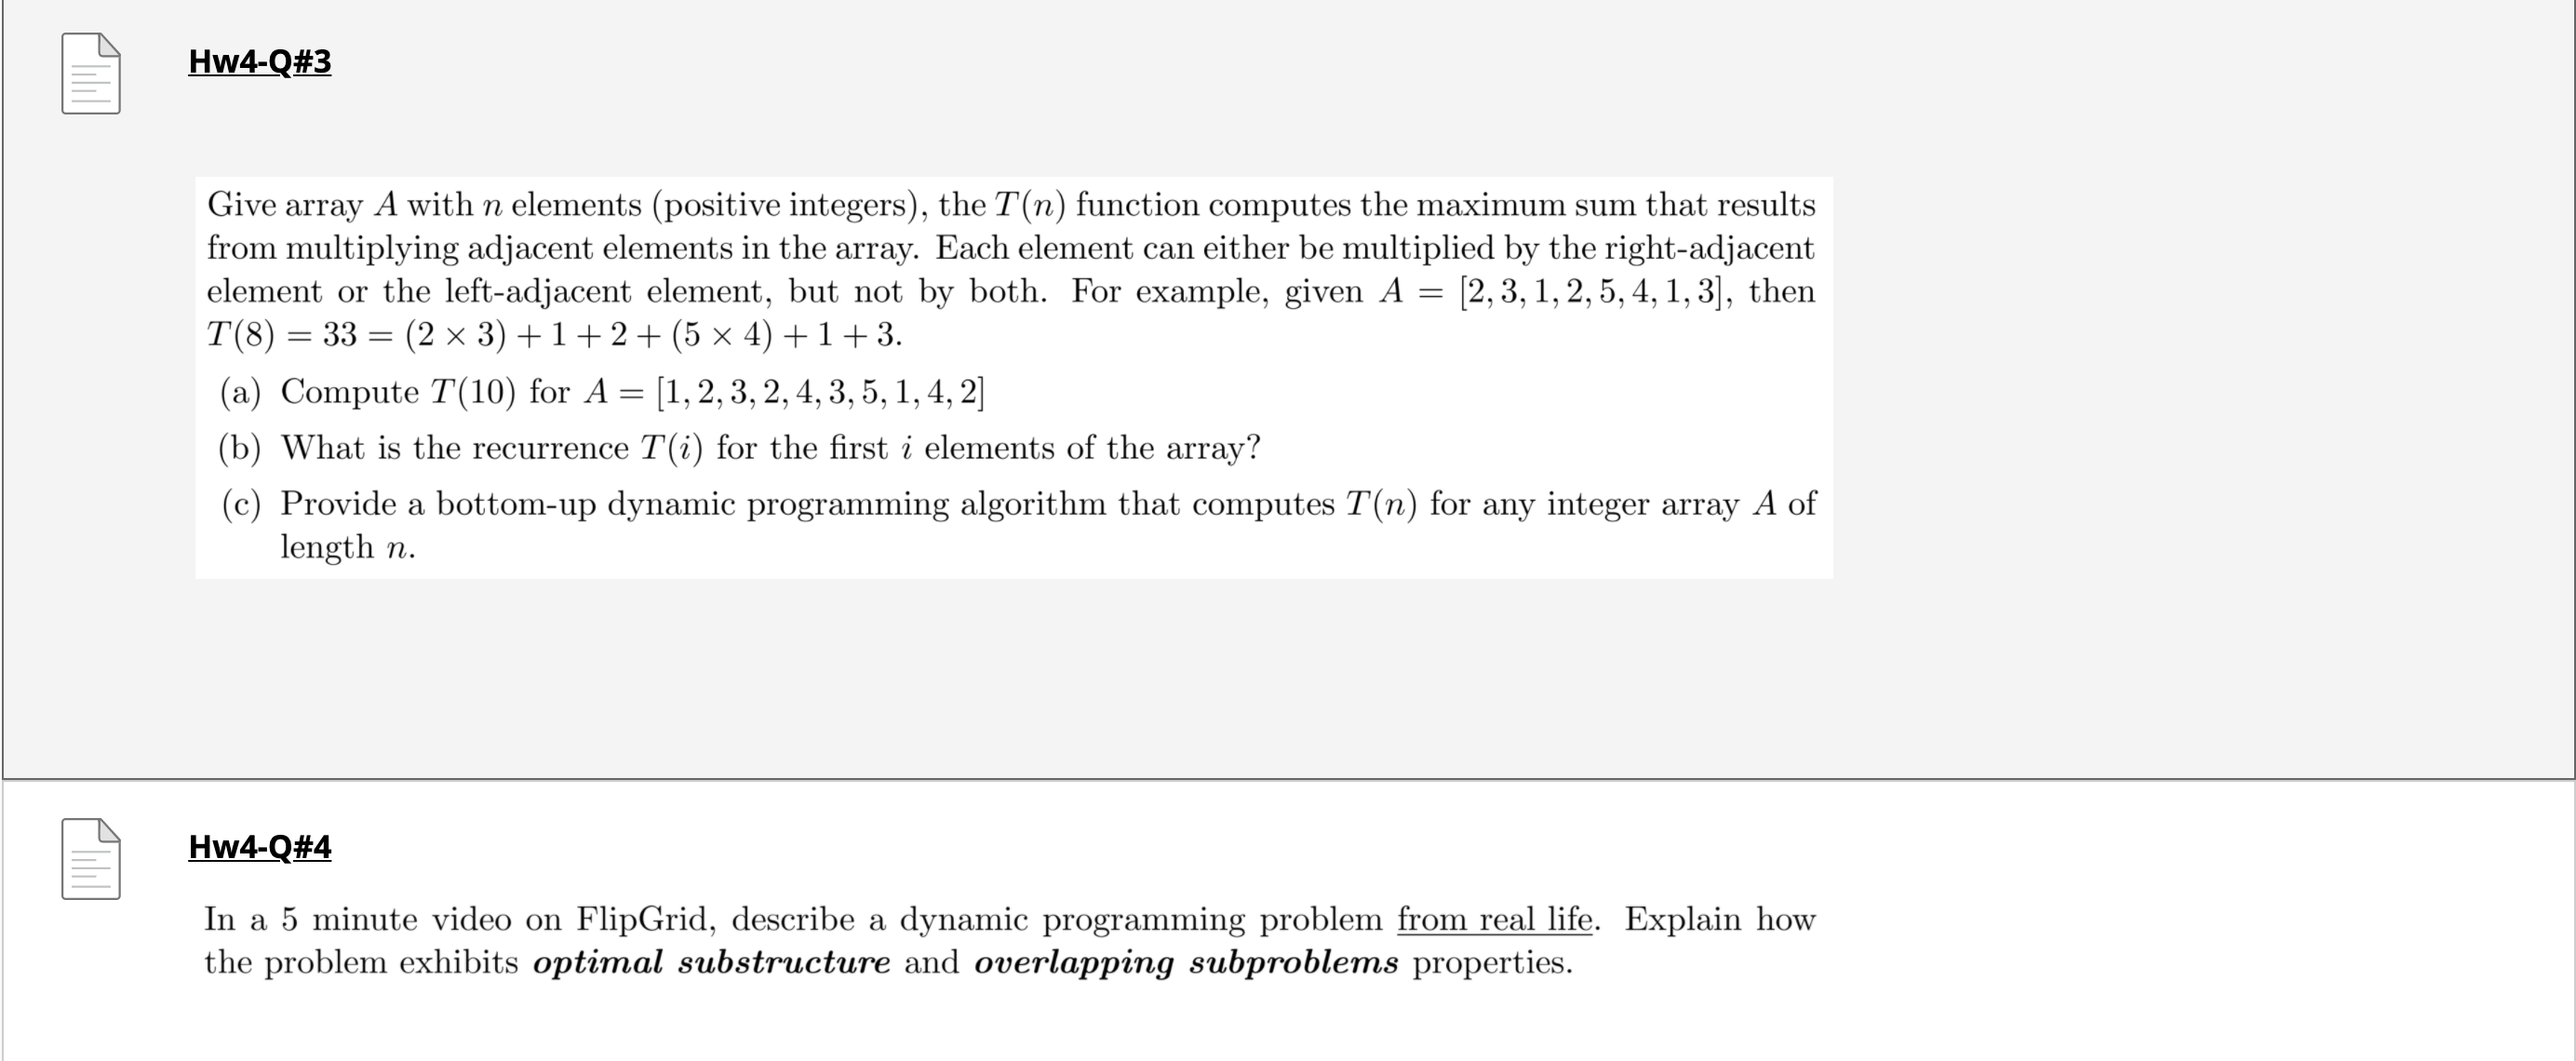 Hw4-Q#3
Give array A with n elements (positive integers), the T(n) function computes the maximum sum that results
from multiplying adjacent elements in the array. Each element can either be multiplied by the right-adjacent
element or the left-adjacent element, but not by both. For example, given A = [2, 3, 1, 2, 5, 4, 1, 3], then
T(8) = 33 = (2 × 3) + 1 + 2 + (5 × 4) + 1 + 3.
(a) Compute T(10) for A = [1, 2, 3, 2, 4, 3, 5, 1, 4, 2]
(b) What is the recurrence T(i) for the first i elements of the array?
(c) Provide a bottom-up dynamic programming algorithm that computes T(n) for any integer array A of
length n.
Hw4-Q#4
In a 5 minute video on FlipGrid, describe a dynamic programming problem from real life. Explain how
the problem exhibits optimal substructure and overlapping subproblems properties.